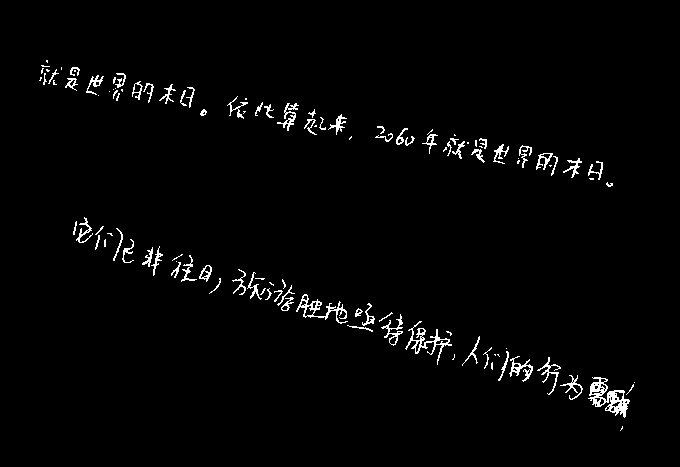 就是世界的末日。依此算起来，2060年就是世界的末日。
它们已非往日，旅游胜地亟待保护，人们的行为需